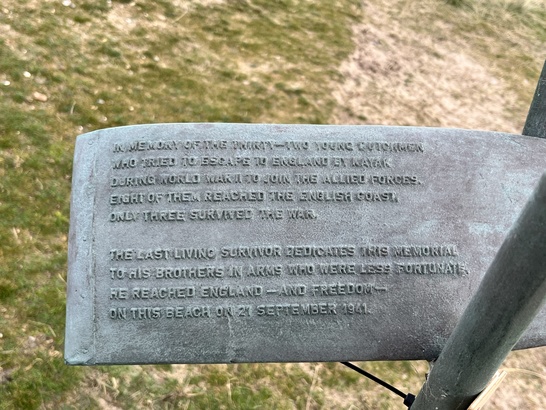 IN MEMORY OF THE THIRTY-TWO YOUNG DUTCHMEN
WHO TRIED TO ESCAPE TO ENGLAND BY KAYAK
DURING WORLD WAR II TO JOIN THE ALLIED FORCES.
EIGHT OF THEM REACHED THE ENGLISH COAST,
ONLY THREE SURVIVED THE WAR.
THE LAST LIVING SURVIVOR DEDICATES THIS MEMORIAL
TO HIS BROTHERS IN ARMS WHO WERE LESS FORTUNATE.
HE REACHED ENGLAND —AND FREEDOM—
ON THIS BEACH ON 21 SEPTEMBER 1941.